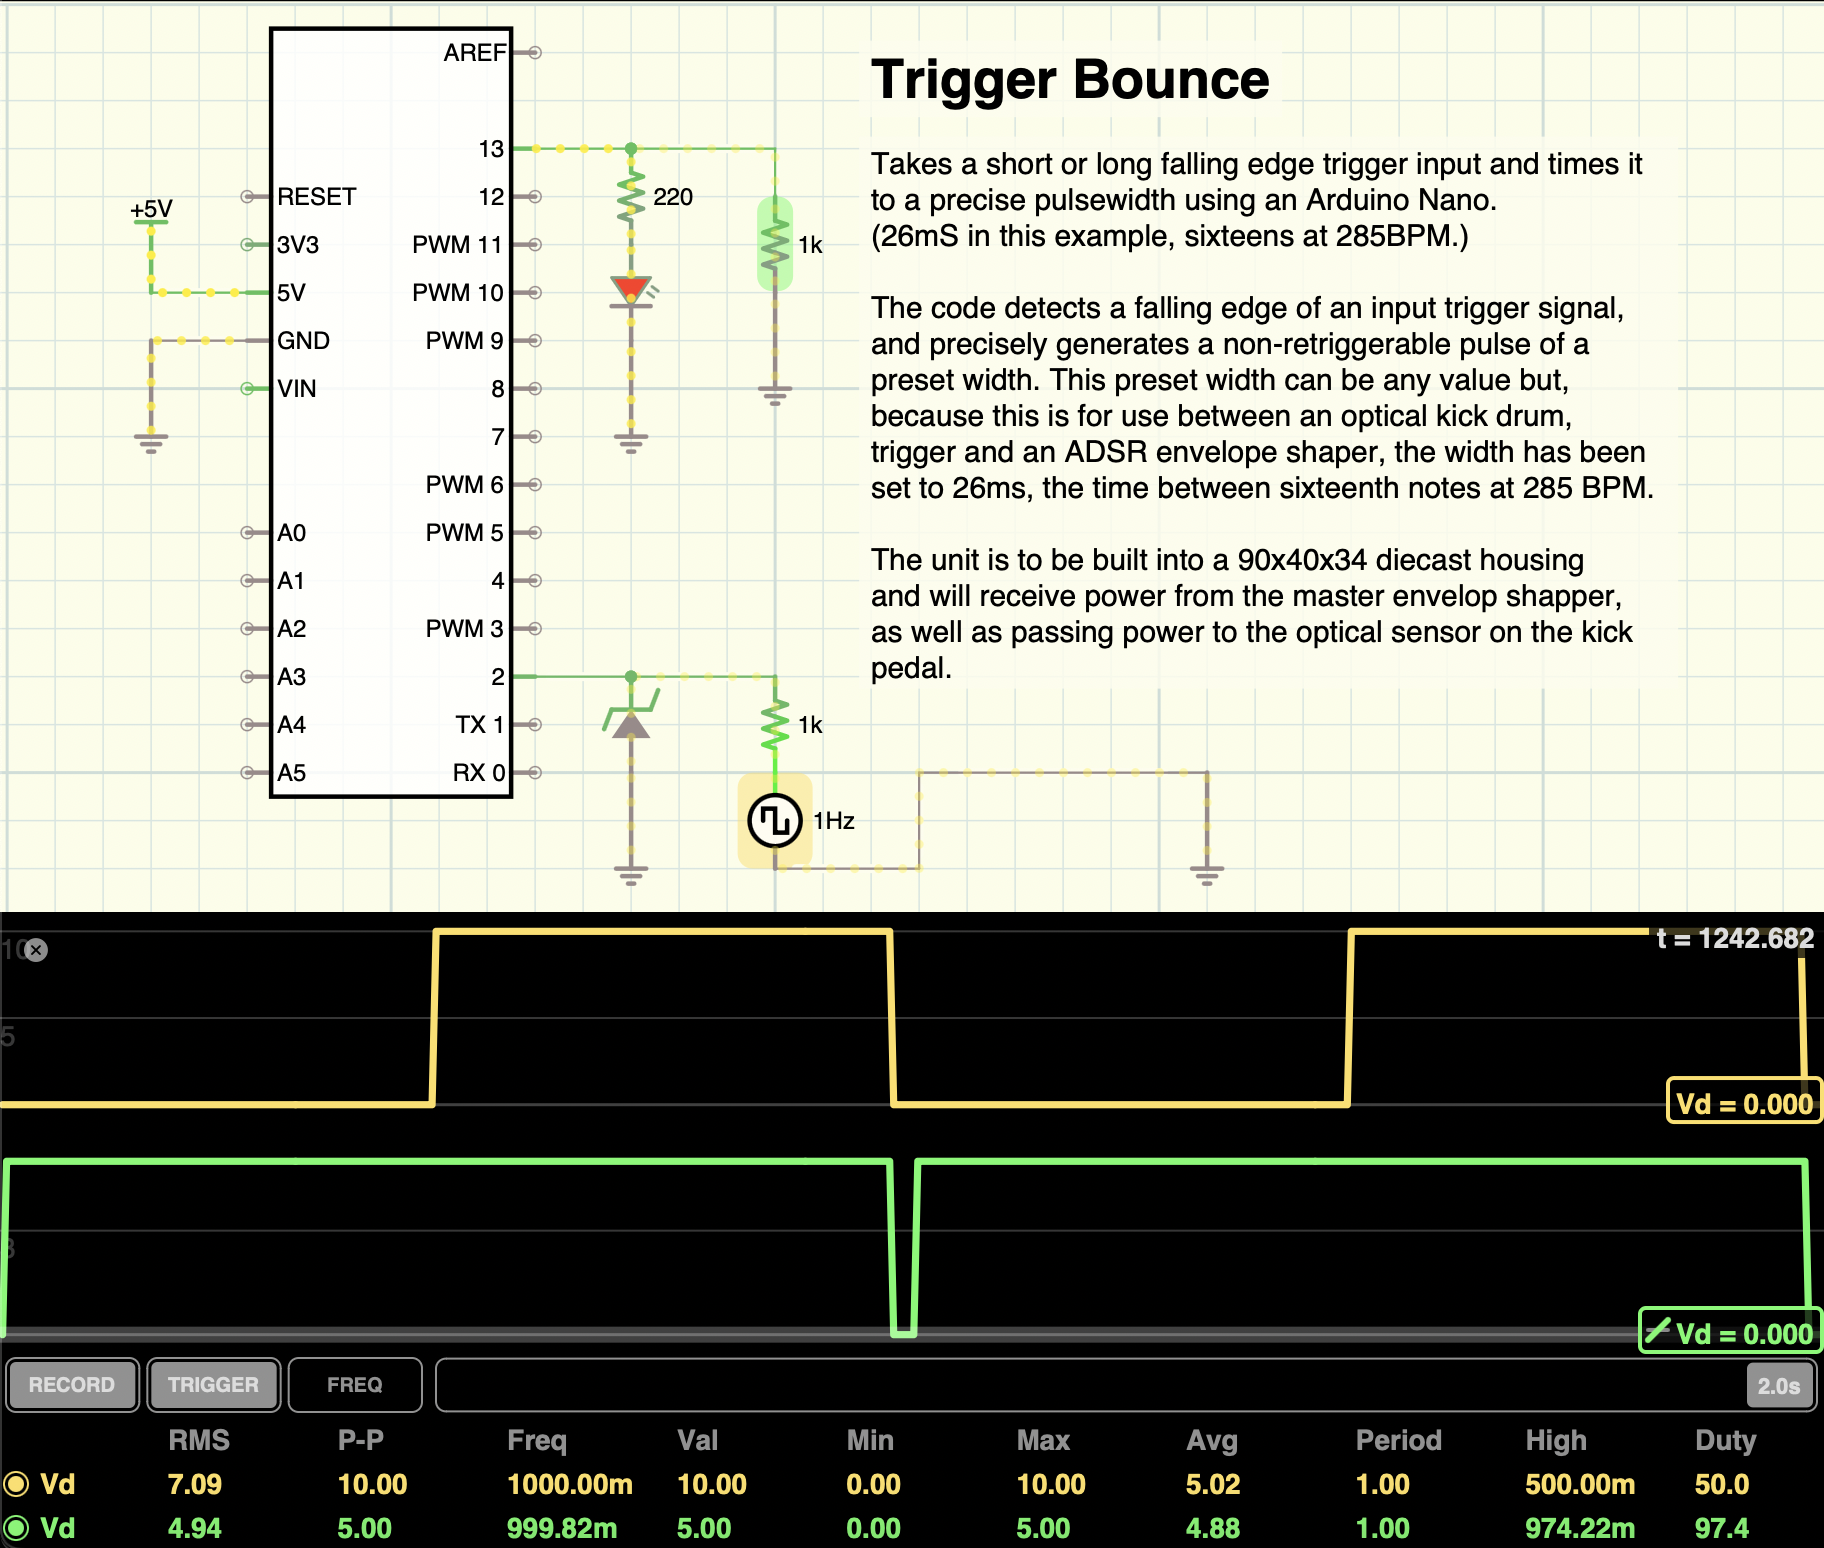 Trigger Bounce
Takes a short or long falling edge trigger input and times it
to a precise pulsewidth using an Arduino Nano.
(26mS in this example, sixteens at 285BPM.)
The code detects a falling edge of an input trigger signal,
and precisely generates a non-retriggerable pulse of a
preset width. This preset width can be any value but,
because this is for use between an optical kick drum,
trigger and an ADSR envelope shaper, the width has been
set to 26ms, the time between sixteenth notes at 285 BPM.
The unit is to be built into a 90x40x34 diecast housing
and will receive power from the master envelop shapper,
as well as passing power to the optical sensor on the kick
pedal.
AREF
13
RESET 12
220
+5V
3V3 PWM 11
1k
5V PWM 10
GND PWM 9
VIN 8
7
PWM 6
A0 PWM 5
A1 4
A2 PWM 3
A3 2
A4 TX 1
1k
A5 RX 0
1Hz
10
t = 1242.682
5
Vd = 0.000
3
Vd = 0.000
RECORD TRIGGER FREQ 2.0s
RMS P-P Freq Val Min Max Avg Period High Duty
Vd 7.09 10.00 1000.00m 10.00 0.00 10.00 5.02 1.00 500.00m 50.0
Vd 4.94 5.00 999.82m 5.00 0.00 5.00 4.88 1.00 974.22m 97.4